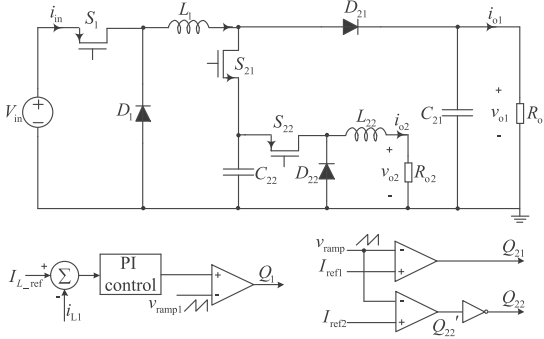 i_in S_1 L_1 D_21 i_o1
S_21
V_in D_1 S_22 L_22 i_o2 C_21 v_o1 R_o
C_22 D_22 v_o2 R_o2
I_L_ref + Σ - i_L1
PI control
+ - v_ramp1 Q_1
v_ramp - + I_ref1 Q_21
- + I_ref2 Q_22' Q_22